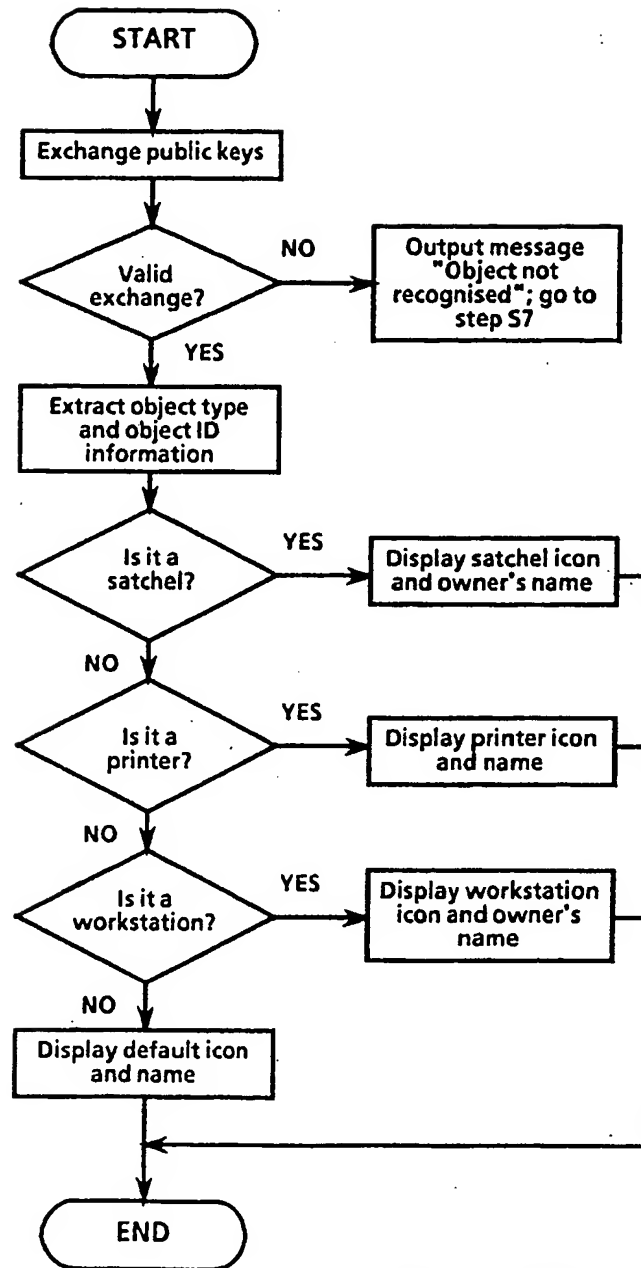 START
Exchange public keys
Valid
exchange?
NO
Output message
"Object not
recognised"; go to
step S7
YES
Extract object type
and object ID
information
Is it a
satchel?
YES
Display satchel icon
and owner's name
NO
Is it a
printer?
YES
Display printer icon
and name
NO
Is it a
workstation?
YES
Display workstation
icon and owner's
name
NO
Display default icon
and name
END